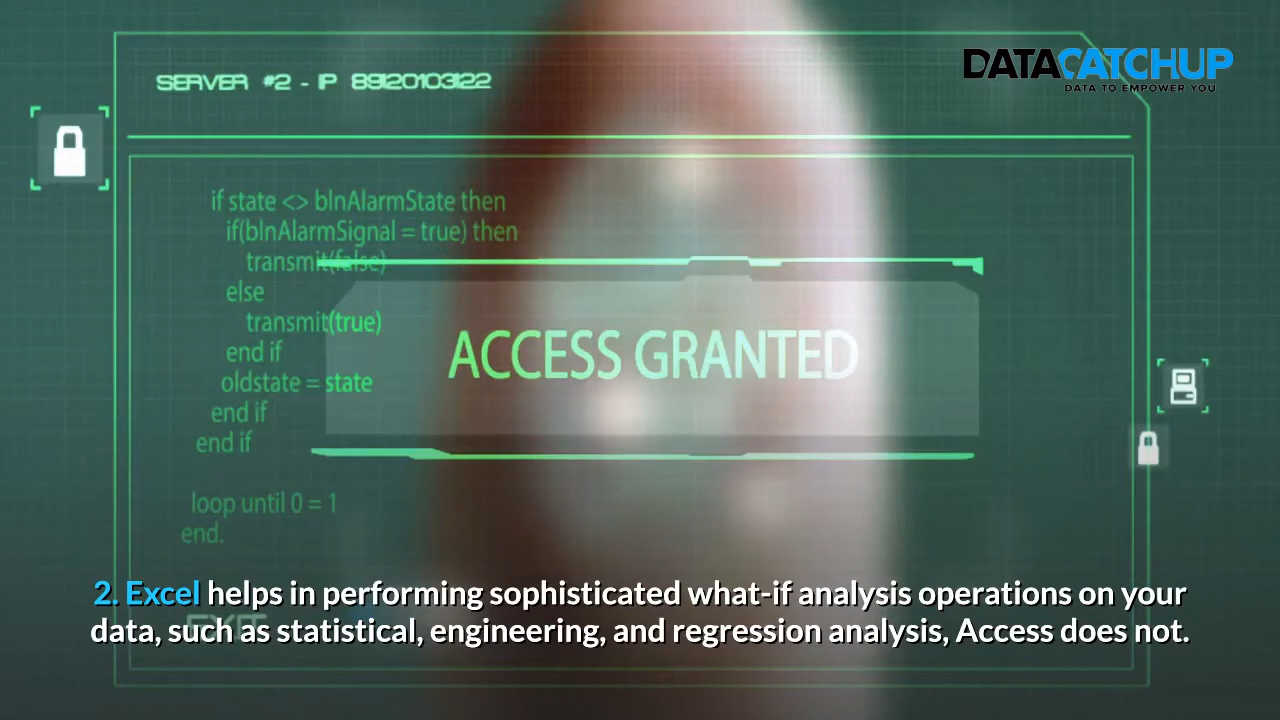 DATACATCHUP
DATA TO EMPOWER YOU
SERVER #2 - IP 89120103122
if state <> blnAlarmState then
if(blnAlarmSignal = true) then
transmit(false)
else
transmit(true)
end if
oldstate = state
end if
end if
loop until 0 = 1
end.
ACCESS GRANTED
EXIT
2. Excel helps in performing sophisticated what-if analysis operations on your
data, such as statistical, engineering, and regression analysis, Access does not.